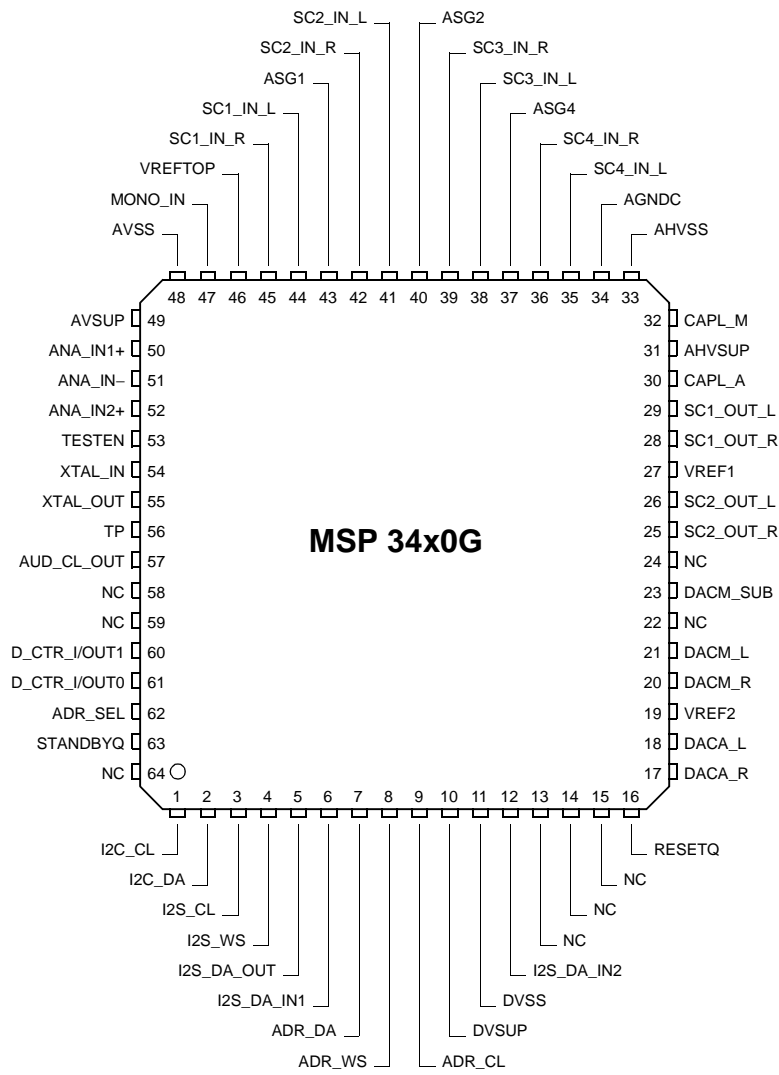 SC2_IN_L ASG2
SC2_IN_R SC3_IN_R
ASG1 SC3_IN_L
SC1_IN_L ASG4
SC1_IN_R SC4_IN_R
VREFTOP SC4_IN_L
MONO_IN AGNDC
AVSS AHVSS
48 47 46 45 44 43 42 41 40 39 38 37 36 35 34 33
AVSUP 49 32 CAPL_M
ANA_IN1+ 50 31 AHVSUP
ANA_IN− 51 30 CAPL_A
ANA_IN2+ 52 29 SC1_OUT_L
TESTEN 53 28 SC1_OUT_R
XTAL_IN 54 27 VREF1
XTAL_OUT 55 26 SC2_OUT_L
TP 56 25 SC2_OUT_R
MSP 34x0G
AUD_CL_OUT 57 24 NC
NC 58 23 DACM_SUB
NC 59 22 NC
D_CTR_I/OUT1 60 21 DACM_L
D_CTR_I/OUT0 61 20 DACM_R
ADR_SEL 62 19 VREF2
STANDBYQ 63 18 DACA_L
NC 64 17 DACA_R
1 2 3 4 5 6 7 8 9 10 11 12 13 14 15 16
I2C_CL RESETQ
I2C_DA NC
I2S_CL NC
I2S_WS NC
I2S_DA_OUT I2S_DA_IN2
I2S_DA_IN1 DVSS
ADR_DA DVSUP
ADR_WS ADR_CL